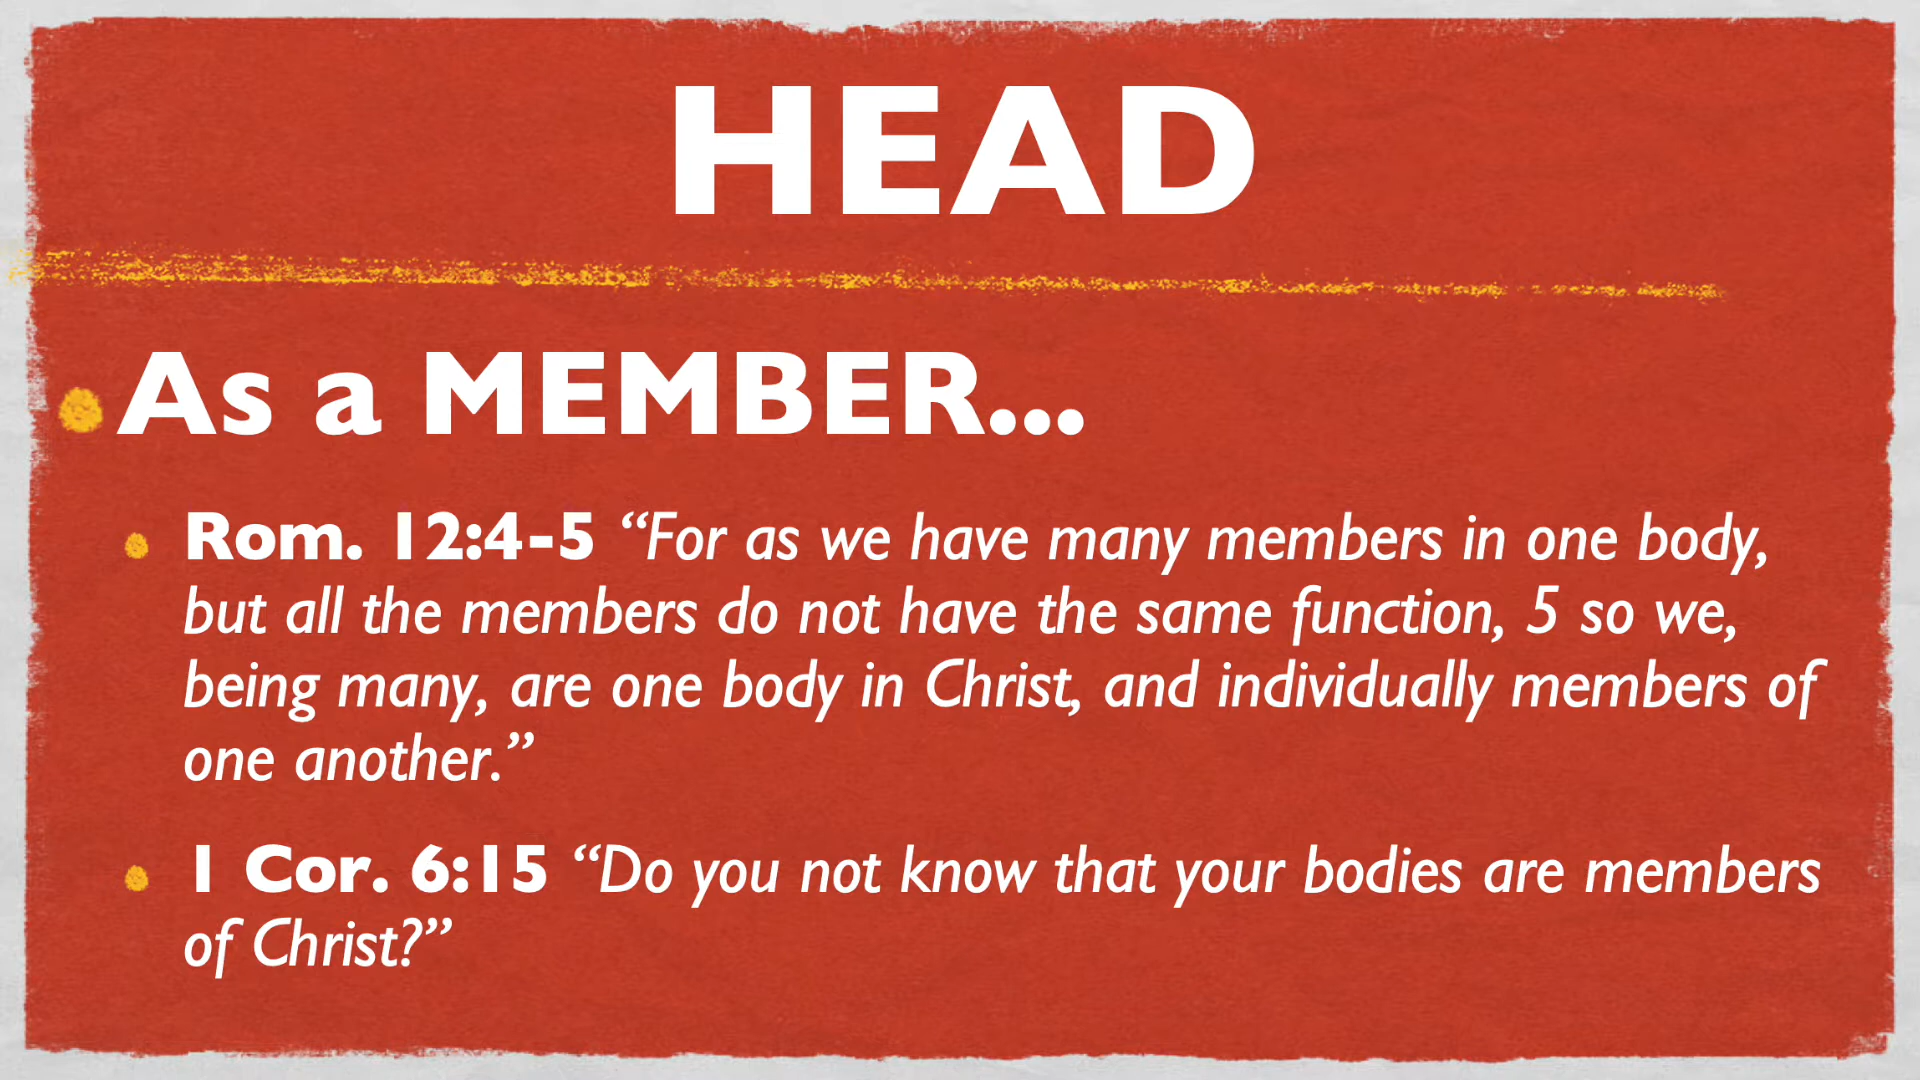 HEAD
As a MEMBER...
Rom. 12:4-5 “For as we have many members in one body,
but all the members do not have the same function, 5 so we,
being many, are one body in Christ, and individually members of
one another.”
1 Cor. 6:15 “Do you not know that your bodies are members
of Christ?”